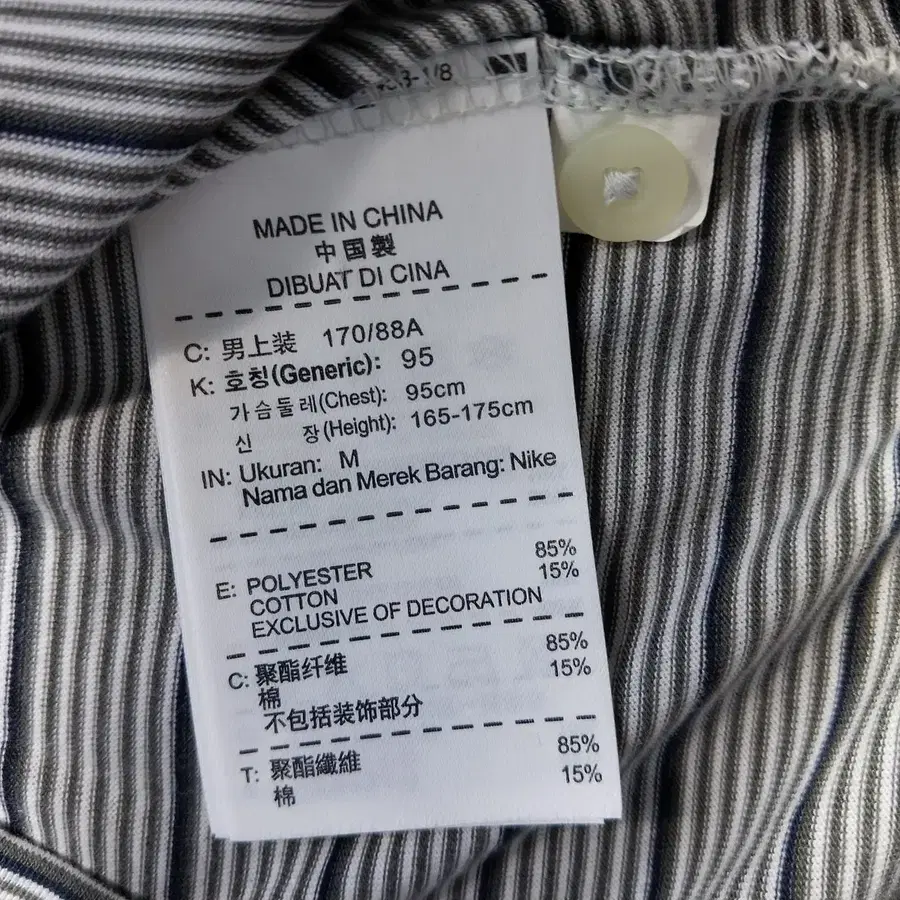 MADE IN CHINA
中国製
DIBUAT DI CINA
C: 男上装 170/88A
K: 호칭(Generic): 95
가슴둘레(Chest): 95cm
신 장(Height): 165-175cm
IN: Ukuran: M
Nama dan Merek Barang: Nike
E: POLYESTER 85%
COTTON 15%
EXCLUSIVE OF DECORATION
C: 聚酯纤维 85%
棉 15%
不包括装饰部分
T: 聚酯纖維 85%
棉 15%